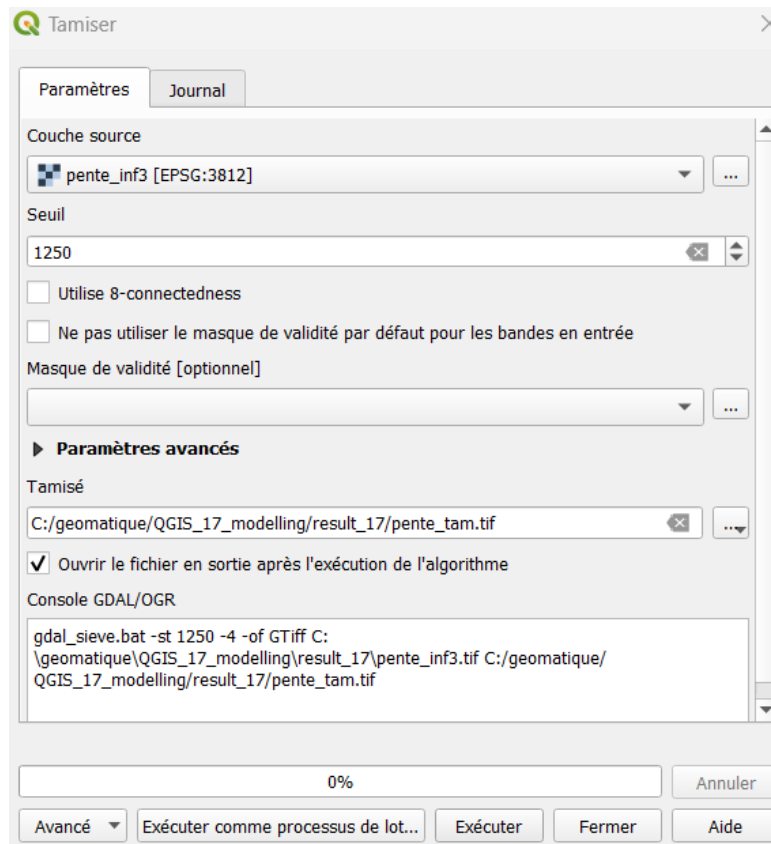 Tamiser
Paramètres
Journal
Couche source
pente_inf3 [EPSG:3812]
...
Seuil
1250
Utilise 8-connectedness
Ne pas utiliser le masque de validité par défaut pour les bandes en entrée
Masque de validité [optionnel]
...
Paramètres avancés
Tamisé
C:/geomatique/QGIS_17_modelling/result_17/pente_tam.tif
...
Ouvrir le fichier en sortie après l'exécution de l'algorithme
Console GDAL/OGR
gdal_sieve.bat -st 1250 -4 -of GTiff C:
\geomatique\QGIS_17_modelling\result_17\pente_inf3.tif C:/geomatique/
QGIS_17_modelling/result_17/pente_tam.tif
0%
Annuler
Avancé
Exécuter comme processus de lot...
Exécuter
Fermer
Aide